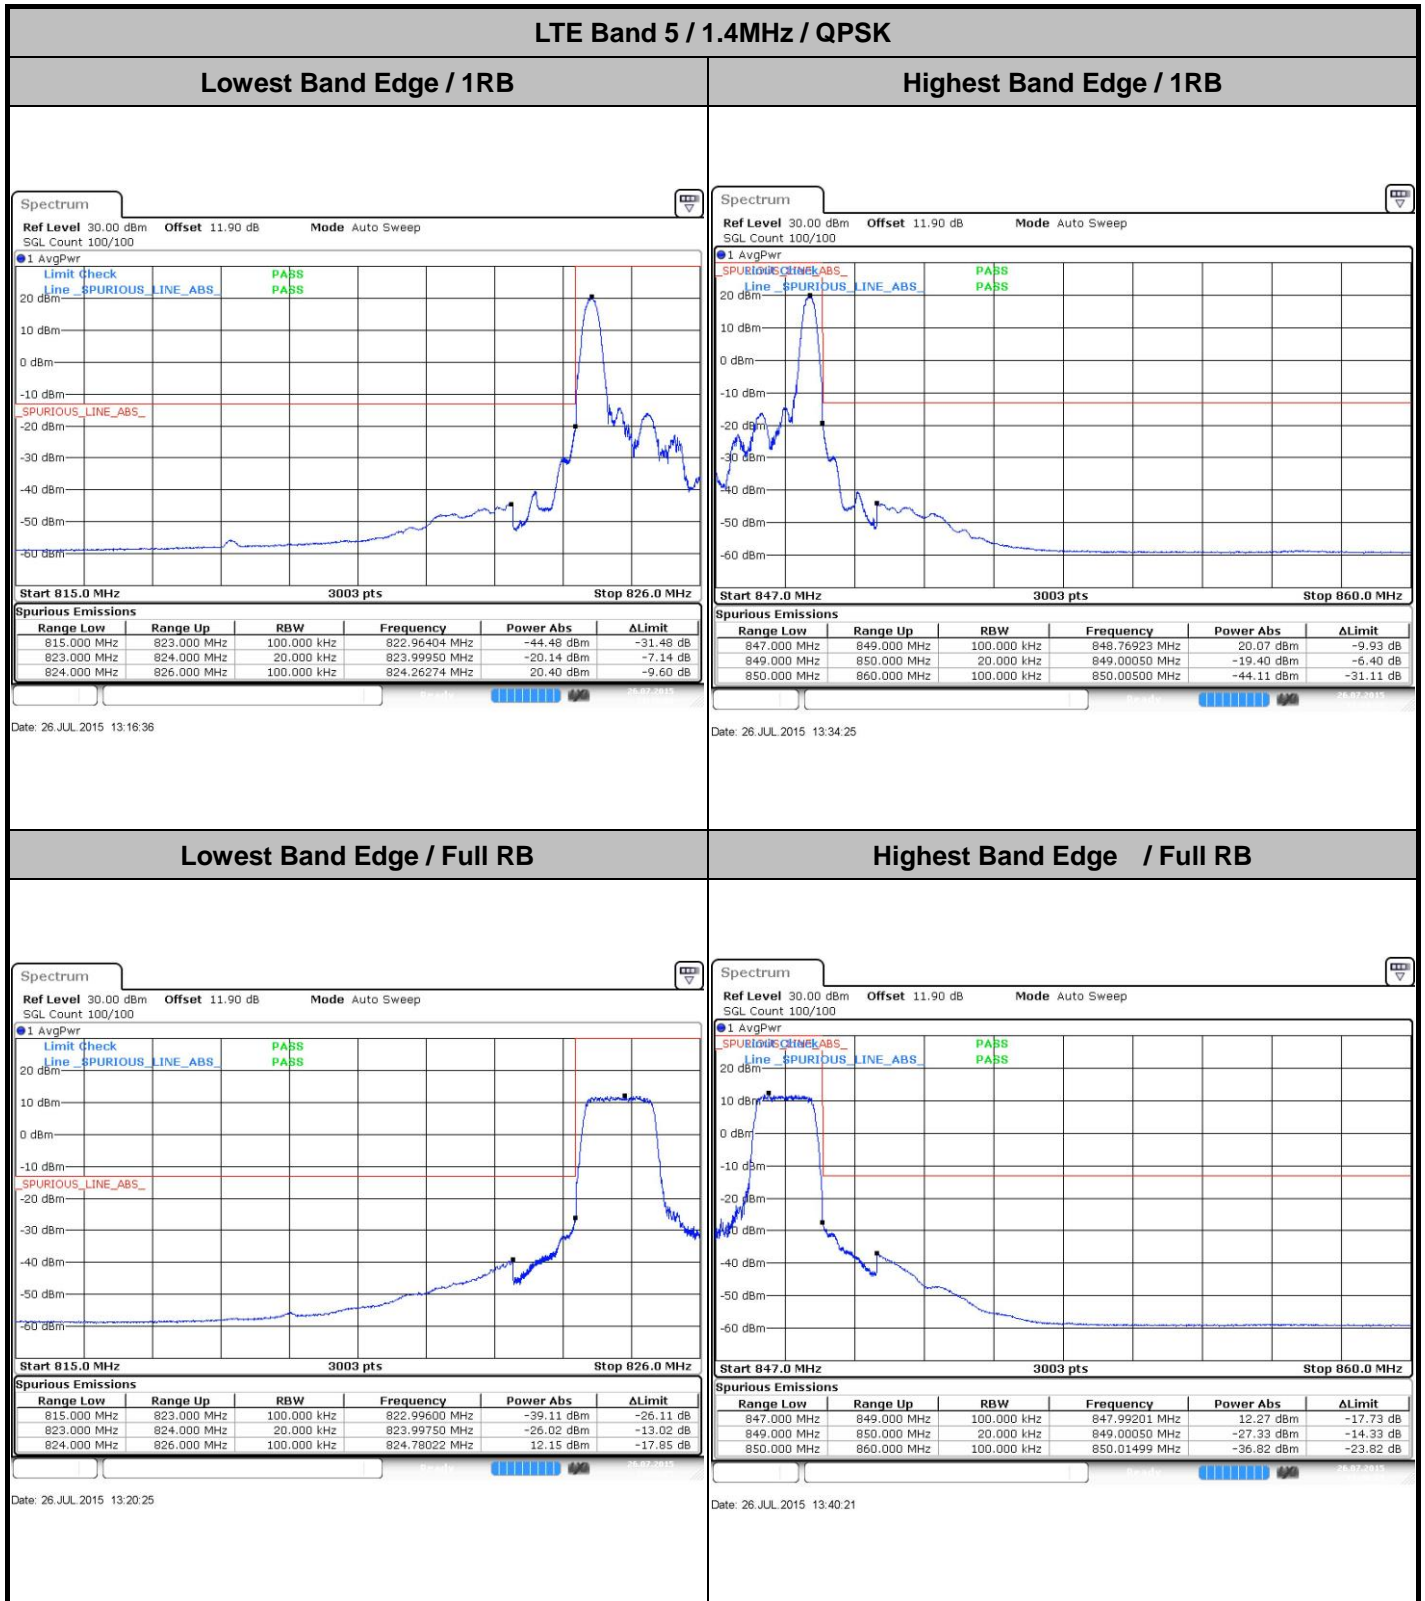 LTE Band 5 / 1.4MHz / QPSK
Lowest Band Edge / 1RB
Highest Band Edge / 1RB
Spectrum
Ref Level 30.00 dBm Offset 11.90 dB Mode Auto Sweep
SGL Count 100/100
1 AvgPwr
Limit Check PASS
Line _SPURIOUS_LINE_ABS_ PASS
20 dBm
10 dBm
0 dBm
-10 dBm
_SPURIOUS_LINE_ABS_
-20 dBm
-30 dBm
-40 dBm
-50 dBm
-60 dBm
Start 815.0 MHz 3003 pts Stop 826.0 MHz
Spurious Emissions
Range Low Range Up RBW Frequency Power Abs ΔLimit
815.000 MHz 823.000 MHz 100.000 kHz 822.96404 MHz -44.48 dBm -31.48 dB
823.000 MHz 824.000 MHz 20.000 kHz 823.99950 MHz -20.14 dBm -7.14 dB
824.000 MHz 826.000 MHz 100.000 kHz 824.26274 MHz 20.40 dBm -9.60 dB
26.07.2015
Date: 26.JUL.2015 13:16:36
Spectrum
Ref Level 30.00 dBm Offset 11.90 dB Mode Auto Sweep
SGL Count 100/100
1 AvgPwr
_SPURIOUS_LINE_ABS_
Limit Check PASS
Line _SPURIOUS_LINE_ABS_ PASS
20 dBm
10 dBm
0 dBm
-10 dBm
-20 dBm
-30 dBm
-40 dBm
-50 dBm
-60 dBm
Start 847.0 MHz 3003 pts Stop 860.0 MHz
Spurious Emissions
Range Low Range Up RBW Frequency Power Abs ΔLimit
847.000 MHz 849.000 MHz 100.000 kHz 848.76923 MHz 20.07 dBm -9.93 dB
849.000 MHz 850.000 MHz 20.000 kHz 849.00050 MHz -19.40 dBm -6.40 dB
850.000 MHz 860.000 MHz 100.000 kHz 850.00500 MHz -44.11 dBm -31.11 dB
26.07.2015
Date: 26.JUL.2015 13:34:25
Lowest Band Edge / Full RB
Highest Band Edge / Full RB
Spectrum
Ref Level 30.00 dBm Offset 11.90 dB Mode Auto Sweep
SGL Count 100/100
1 AvgPwr
Limit Check PASS
Line _SPURIOUS_LINE_ABS_ PASS
20 dBm
10 dBm
0 dBm
-10 dBm
_SPURIOUS_LINE_ABS_
-20 dBm
-30 dBm
-40 dBm
-50 dBm
-60 dBm
Start 815.0 MHz 3003 pts Stop 826.0 MHz
Spurious Emissions
Range Low Range Up RBW Frequency Power Abs ΔLimit
815.000 MHz 823.000 MHz 100.000 kHz 822.99600 MHz -39.11 dBm -26.11 dB
823.000 MHz 824.000 MHz 20.000 kHz 823.99750 MHz -26.02 dBm -13.02 dB
824.000 MHz 826.000 MHz 100.000 kHz 824.78022 MHz 12.15 dBm -17.85 dB
26.07.2015
Date: 26.JUL.2015 13:20:25
Spectrum
Ref Level 30.00 dBm Offset 11.90 dB Mode Auto Sweep
SGL Count 100/100
1 AvgPwr
_SPURIOUS_LINE_ABS_
Limit Check PASS
Line _SPURIOUS_LINE_ABS_ PASS
20 dBm
10 dBm
0 dBm
-10 dBm
-20 dBm
-30 dBm
-40 dBm
-50 dBm
-60 dBm
Start 847.0 MHz 3003 pts Stop 860.0 MHz
Spurious Emissions
Range Low Range Up RBW Frequency Power Abs ΔLimit
847.000 MHz 849.000 MHz 100.000 kHz 847.99201 MHz 12.27 dBm -17.73 dB
849.000 MHz 850.000 MHz 20.000 kHz 849.00050 MHz -27.33 dBm -14.33 dB
850.000 MHz 860.000 MHz 100.000 kHz 850.01499 MHz -36.82 dBm -23.82 dB
26.07.2015
Date: 26.JUL.2015 13:40:21